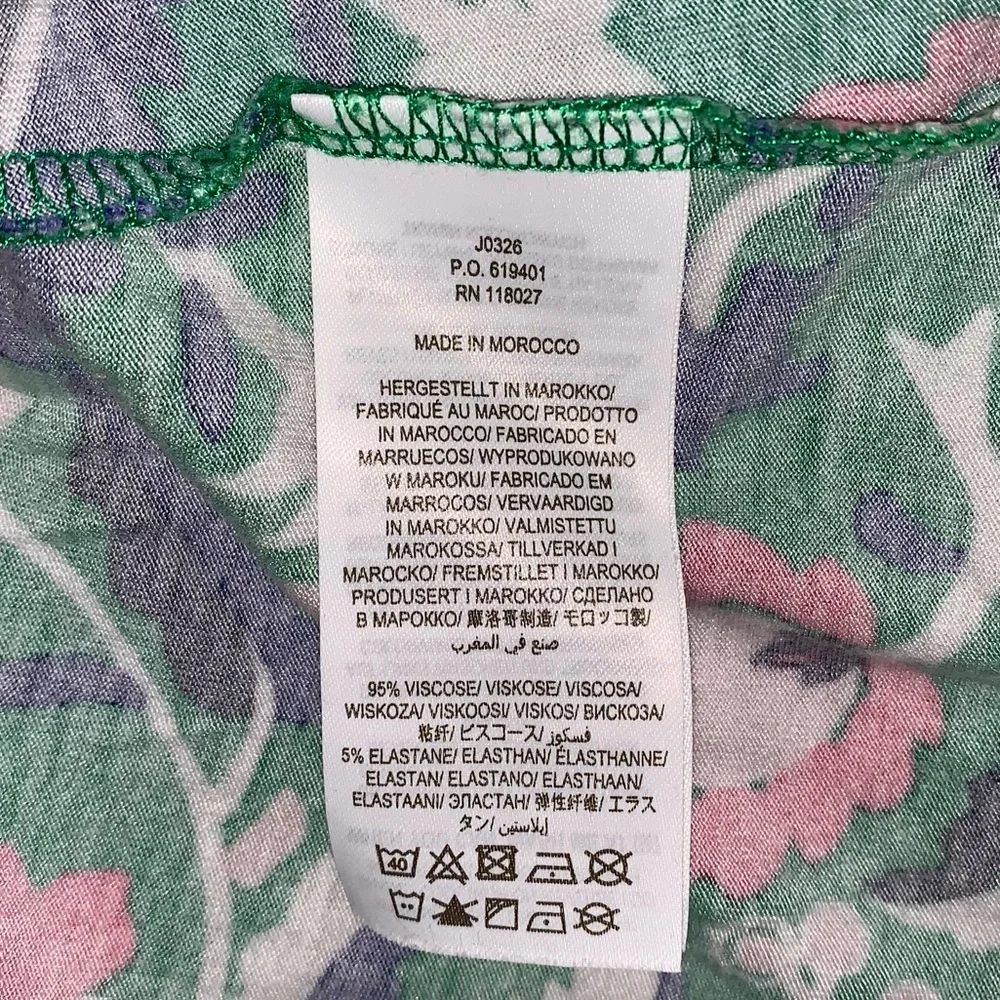 J0326
P.O. 619401
RN 118027
MADE IN MOROCCO
HERGESTELLT IN MAROKKO/
FABRIQUÉ AU MAROC/ PRODOTTO
IN MAROCCO/ FABRICADO EN
MARRUECOS/ WYPRODUKOWANO
W MAROKU/ FABRICADO EM
MARROCOS/ VERVAARDIGD
IN MAROKKO/ VALMISTETTU
MAROKOSSA/ TILLVERKAD I
MAROCKO/ FREMSTILLET I MAROKKO/
PRODUSERT I MAROKKO/ СДЕЛАНО
В МАРОККО/ 摩洛哥制造/ モロッコ製/
صنع في المغرب
95% VISCOSE/ VISKOSE/ VISCOSA/
WISKOZA/ VISKOOSI/ VISKOS/ ВИСКОЗА/
粘纤/ ビスコース/ فسكوز
5% ELASTANE/ ELASTHAN/ ÉLASTHANNE/
ELASTAN/ ELASTANO/ ELASTHAAN/
ELASTAANI/ ЭЛАСТАН/ 弹性纤维/ エラス
タン/ إيلاستين
40